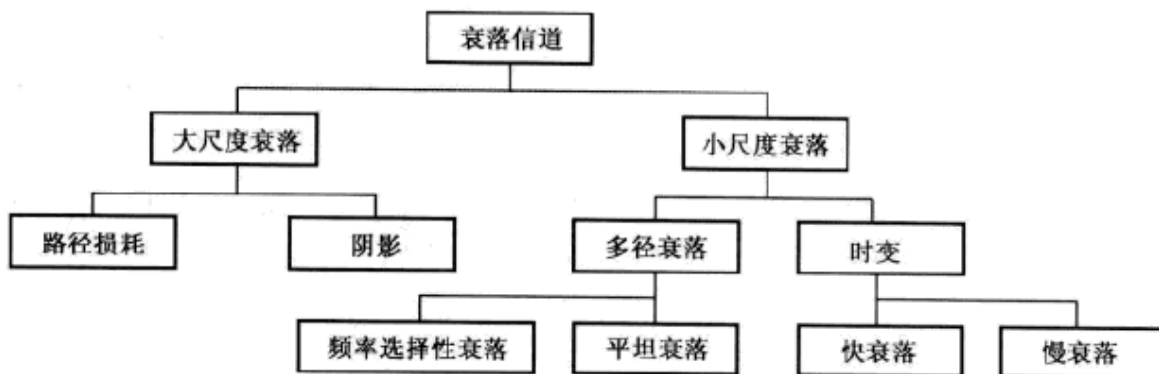 衰落信道
大尺度衰落
小尺度衰落
路径损耗
阴影
多径衰落
时变
频率选择性衰落
平坦衰落
快衰落
慢衰落